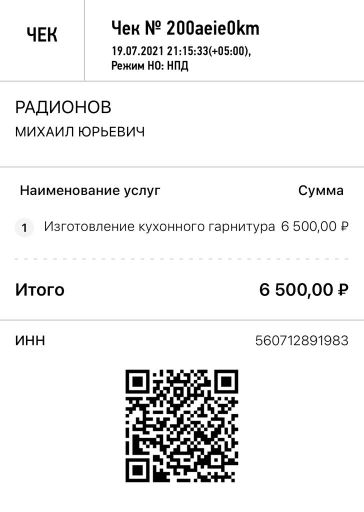 ЧЕК
Чек № 200aeie0km
19.07.2021 21:15:33(+05:00),
Режим НО: НПД
РАДИОНОВ
МИХАИЛ ЮРЬЕВИЧ
Наименование услуг Сумма
1 Изготовление кухонного гарнитура 6 500,00 ₽
Итого 6 500,00 ₽
ИНН 560712891983